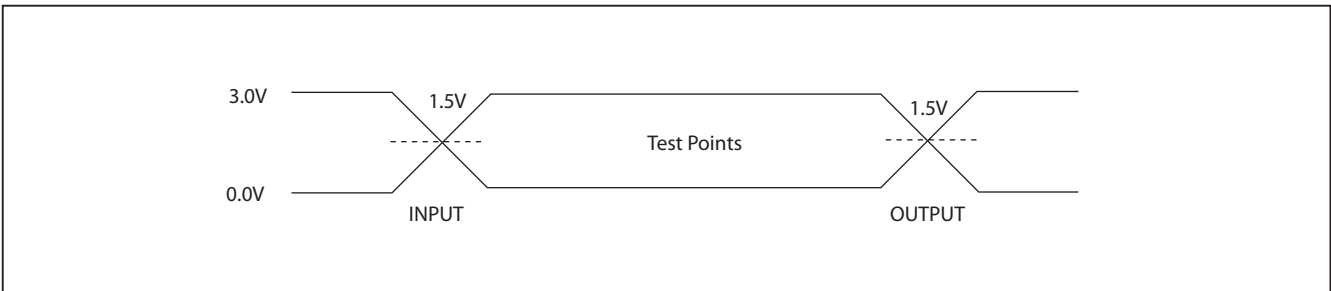 3.0V
1.5V
1.5V
Test Points
0.0V
INPUT
OUTPUT